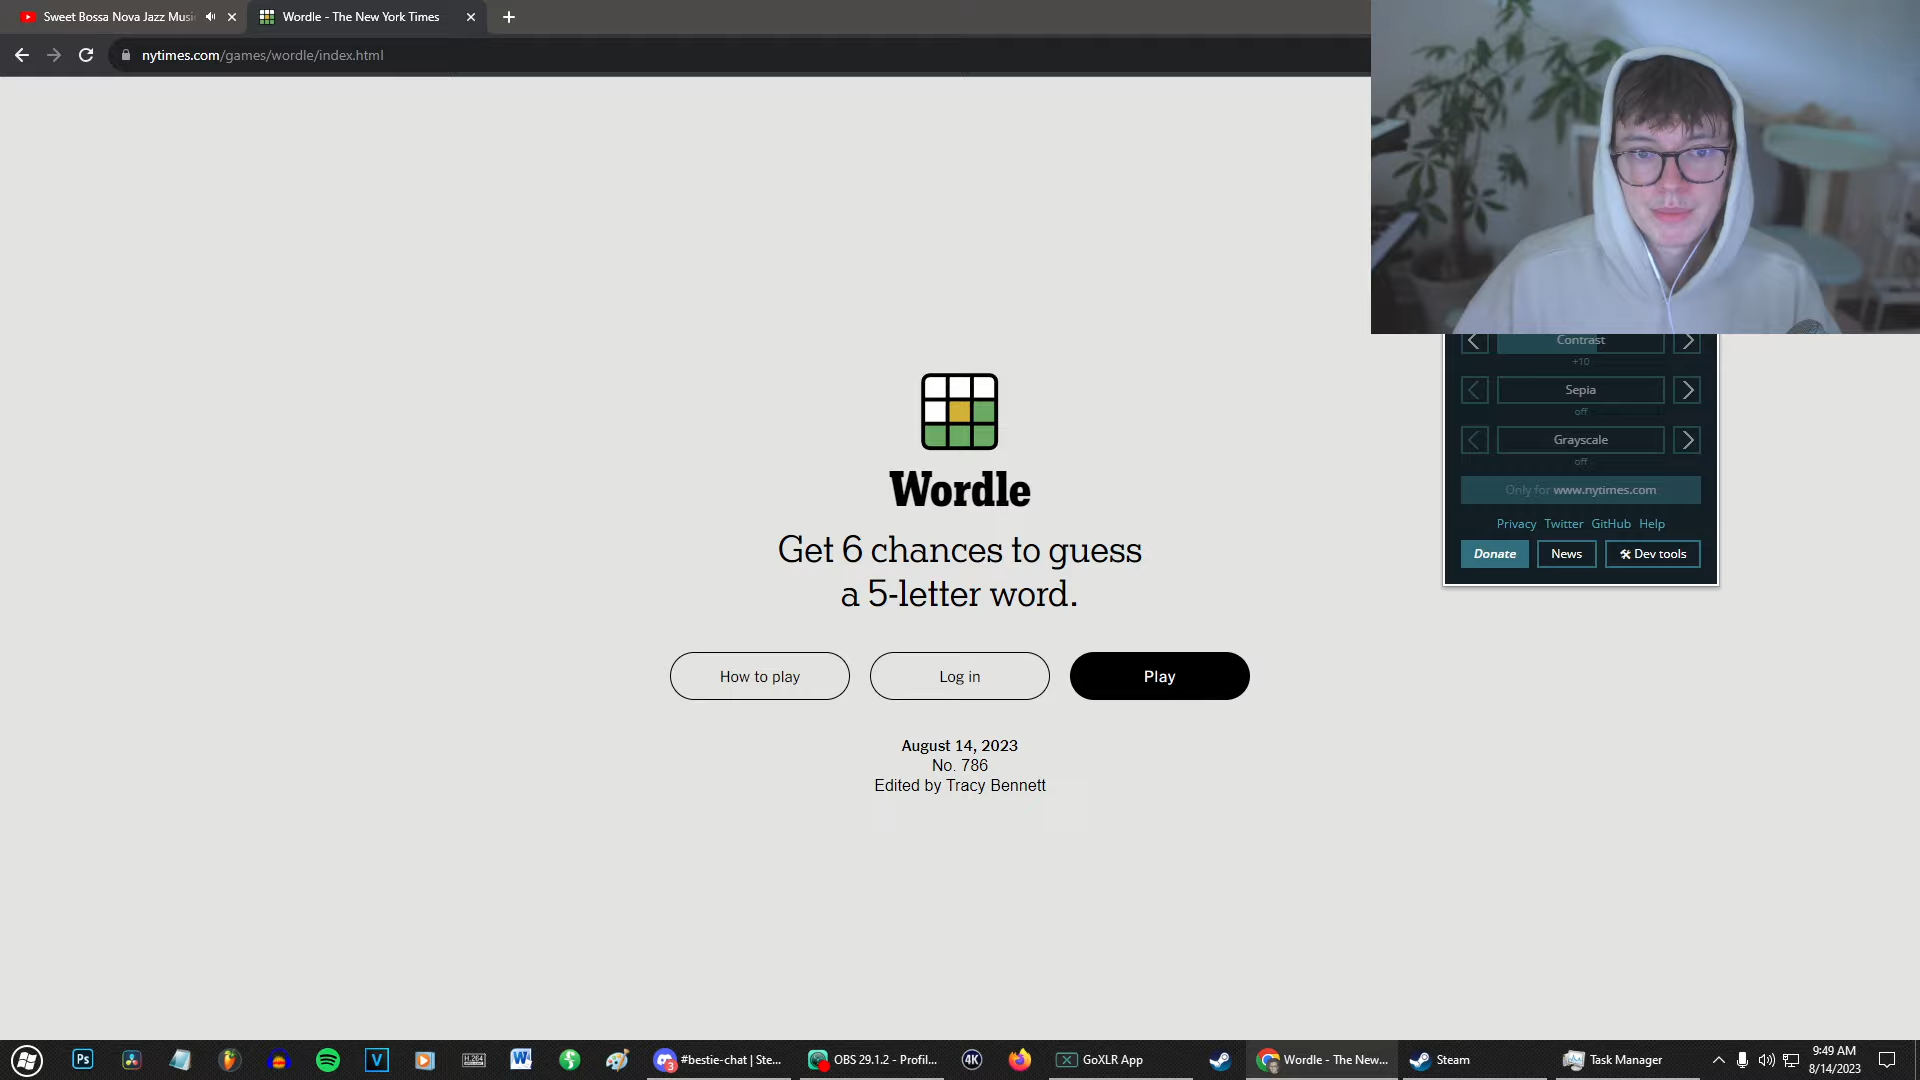 Sweet Bossa Nova Jazz Musi
Wordle - The New York Times
nytimes.com/games/wordle/index.html
Contrast
+10
Sepia
off
Grayscale
off
Only for www.nytimes.com
Privacy Twitter GitHub Help
Donate News Dev tools
Wordle
Get 6 chances to guess
a 5-letter word.
How to play Log in Play
August 14, 2023
No. 786
Edited by Tracy Bennett
Ps V H.264 W 3 #bestie-chat | Ste... OBS 29.1.2 - Profil... 4K GoXLR App Wordle - The New... Steam Task Manager 9:49 AM
8/14/2023